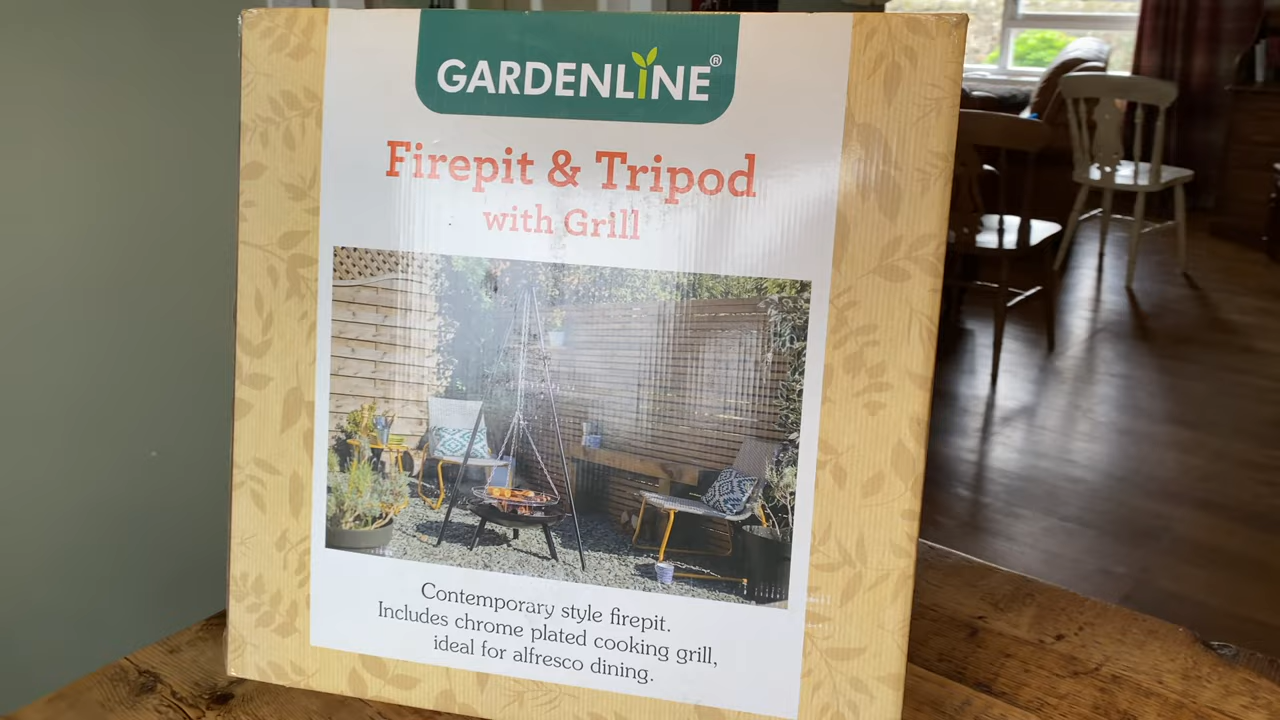 GARDENLINE®
Firepit & Tripod
with Grill
Contemporary style firepit.
Includes chrome plated cooking grill,
ideal for alfresco dining.